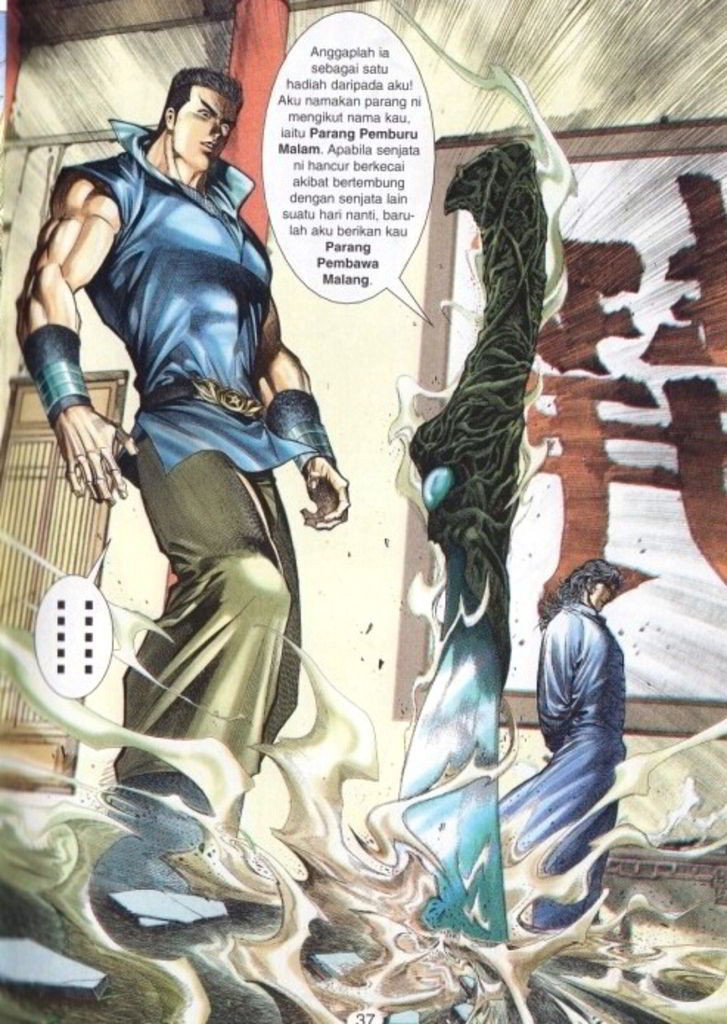 Anggaplah ia
sebagai satu
hadiah daripada aku!
Aku namakan parang ni
mengikut nama kau,
iaitu Parang Pemburu
Malam. Apabila senjata
ni hancur berkecai
akibat bertembung
dengan senjata lain
suatu hari nanti, baru-
lah aku berikan kau
Parang
Pembawa
Malang.
37